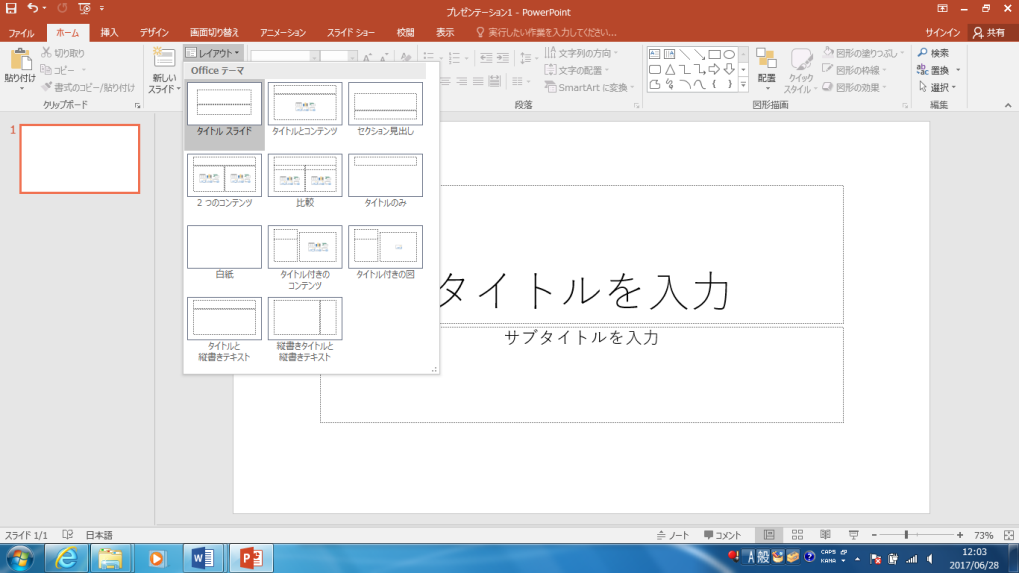 プレゼンテーション1 - PowerPoint
ファイル ホーム 挿入 デザイン 画面切り替え アニメーション スライド ショー 校閲 表示 実行したい作業を入力してください... サインイン 共有
貼り付け
切り取り
コピー
書式のコピー/貼り付け
クリップボード
新しい
スライド
レイアウト
文字列の方向
文字の配置
SmartArt に変換
段落
配置
クイック
スタイル
図形の塗りつぶし
図形の枠線
図形の効果
図形描画
検索
置換
選択
編集
Office テーマ
タイトル スライド
タイトルとコンテンツ
セクション見出し
2 つのコンテンツ
比較
タイトルのみ
白紙
タイトル付きの
コンテンツ
タイトル付きの図
タイトルと
縦書きテキスト
縦書きタイトルと
縦書きテキスト
1
タイトルを入力
サブタイトルを入力
スライド 1/1 日本語 ノート コメント 73%
A 般 CAPS
KANA
12:03
2017/06/28